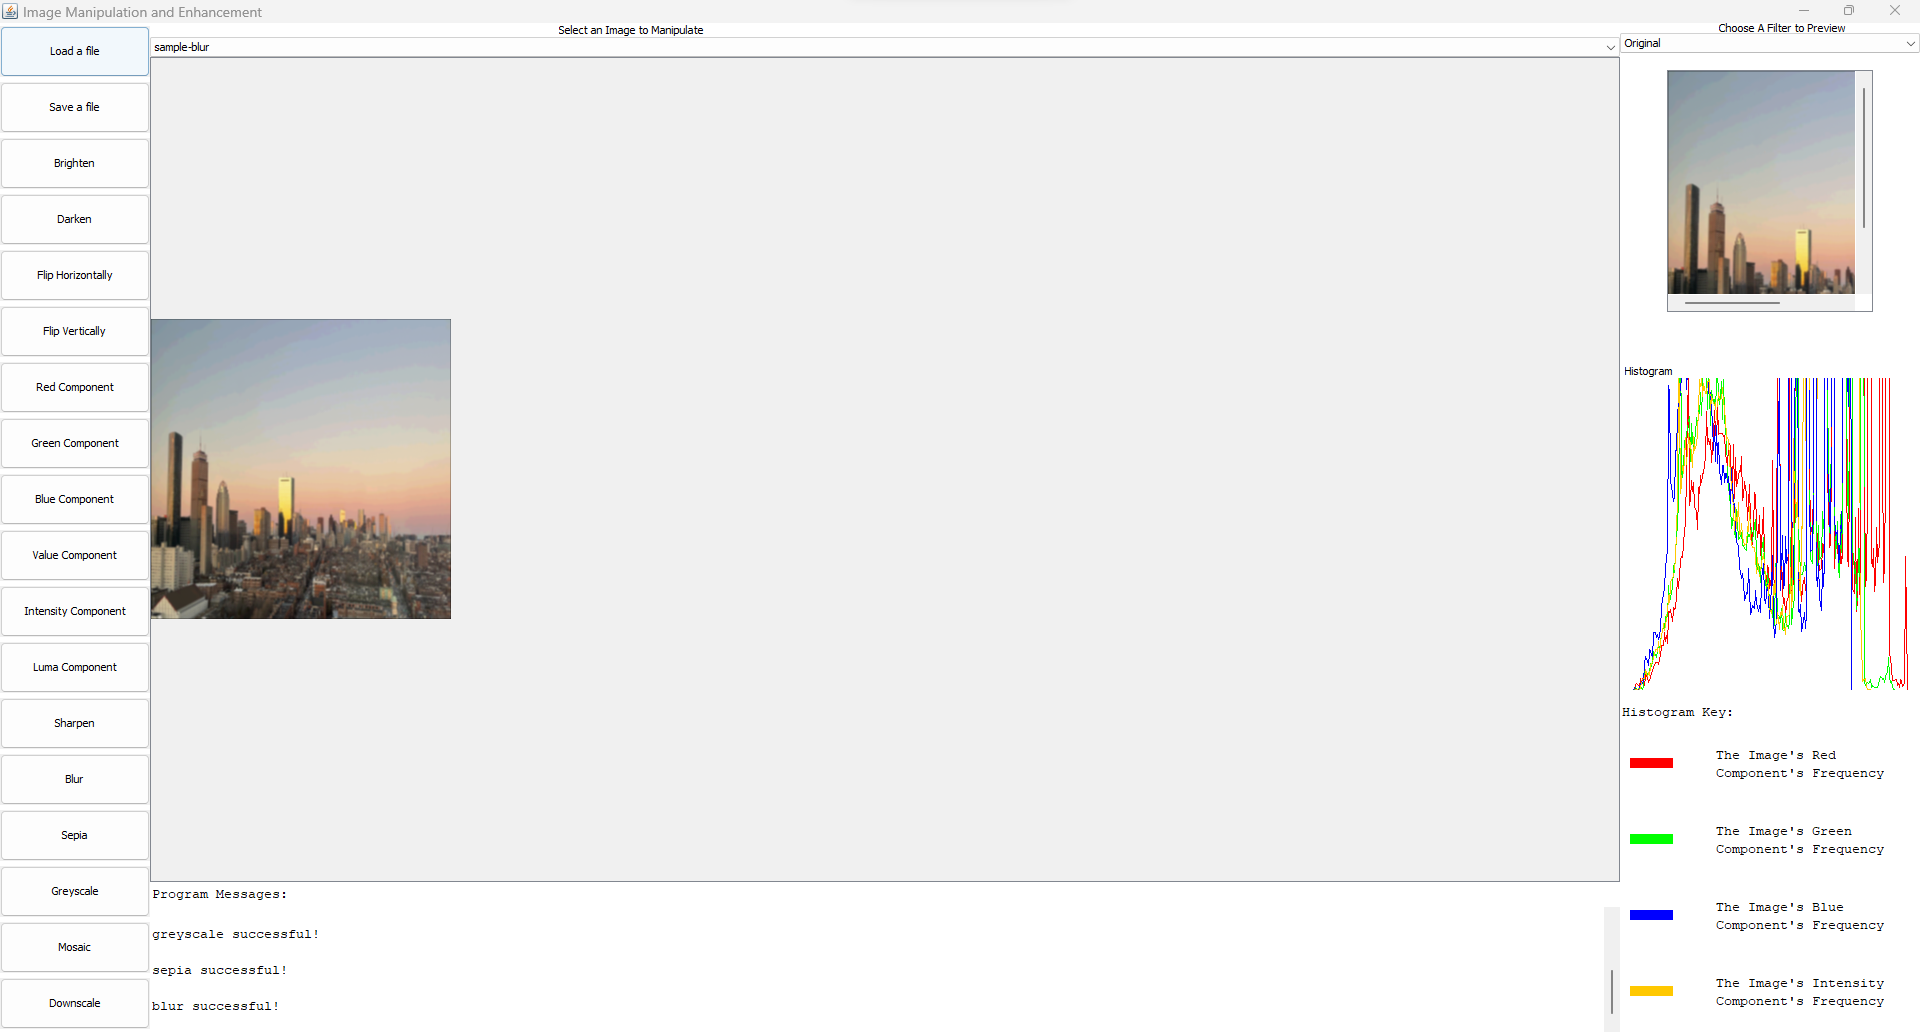 Image Manipulation and Enhancement
Load a file
Save a file
Brighten
Darken
Flip Horizontally
Flip Vertically
Red Component
Green Component
Blue Component
Value Component
Intensity Component
Luma Component
Sharpen
Blur
Sepia
Greyscale
Mosaic
Downscale
Select an Image to Manipulate
sample-blur
Program Messages:
greyscale successful!
sepia successful!
blur successful!
Choose A Filter to Preview
Original
Histogram
Histogram Key:
The Image's Red
Component's Frequency
The Image's Green
Component's Frequency
The Image's Blue
Component's Frequency
The Image's Intensity
Component's Frequency